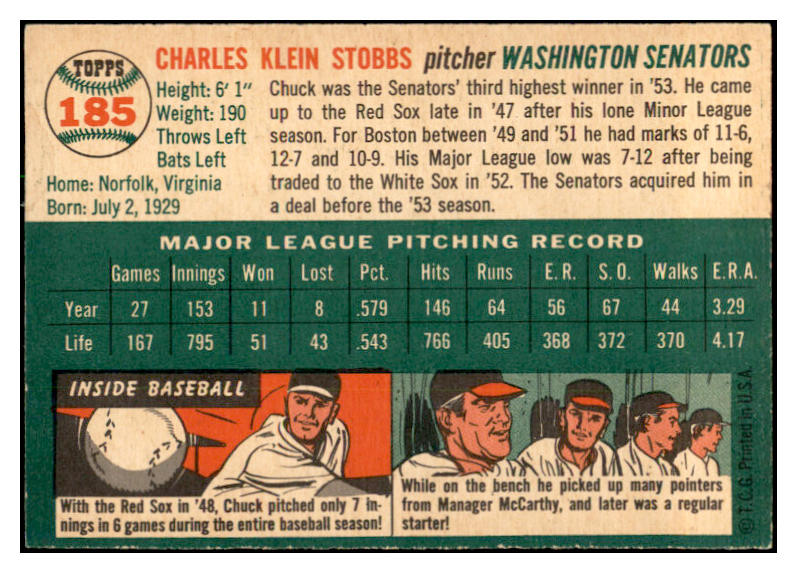 TOPPS
185
CHARLES KLEIN STOBBS pitcher WASHINGTON SENATORS
Height: 6' 1"
Weight: 190
Throws Left
Bats Left
Home: Norfolk, Virginia
Born: July 2, 1929
Chuck was the Senators' third highest winner in '53. He came
up to the Red Sox late in '47 after his lone Minor League
season. For Boston between '49 and '51 he had marks of 11-6,
12-7 and 10-9. His Major League low was 7-12 after being
traded to the White Sox in '52. The Senators acquired him in
a deal before the '53 season.
MAJOR LEAGUE PITCHING RECORD
Games Innings Won Lost Pct. Hits Runs E.R. S.O. Walks E.R.A.
Year 27 153 11 8 .579 146 64 56 67 44 3.29
Life 167 795 51 43 .543 766 405 368 372 370 4.17
INSIDE BASEBALL
With the Red Sox in '48, Chuck pitched only 7 in-
nings in 6 games during the entire baseball season!
While on the bench he picked up many pointers
from Manager McCarthy, and later was a regular
starter!
© T.C.G. Printed in U.S.A.